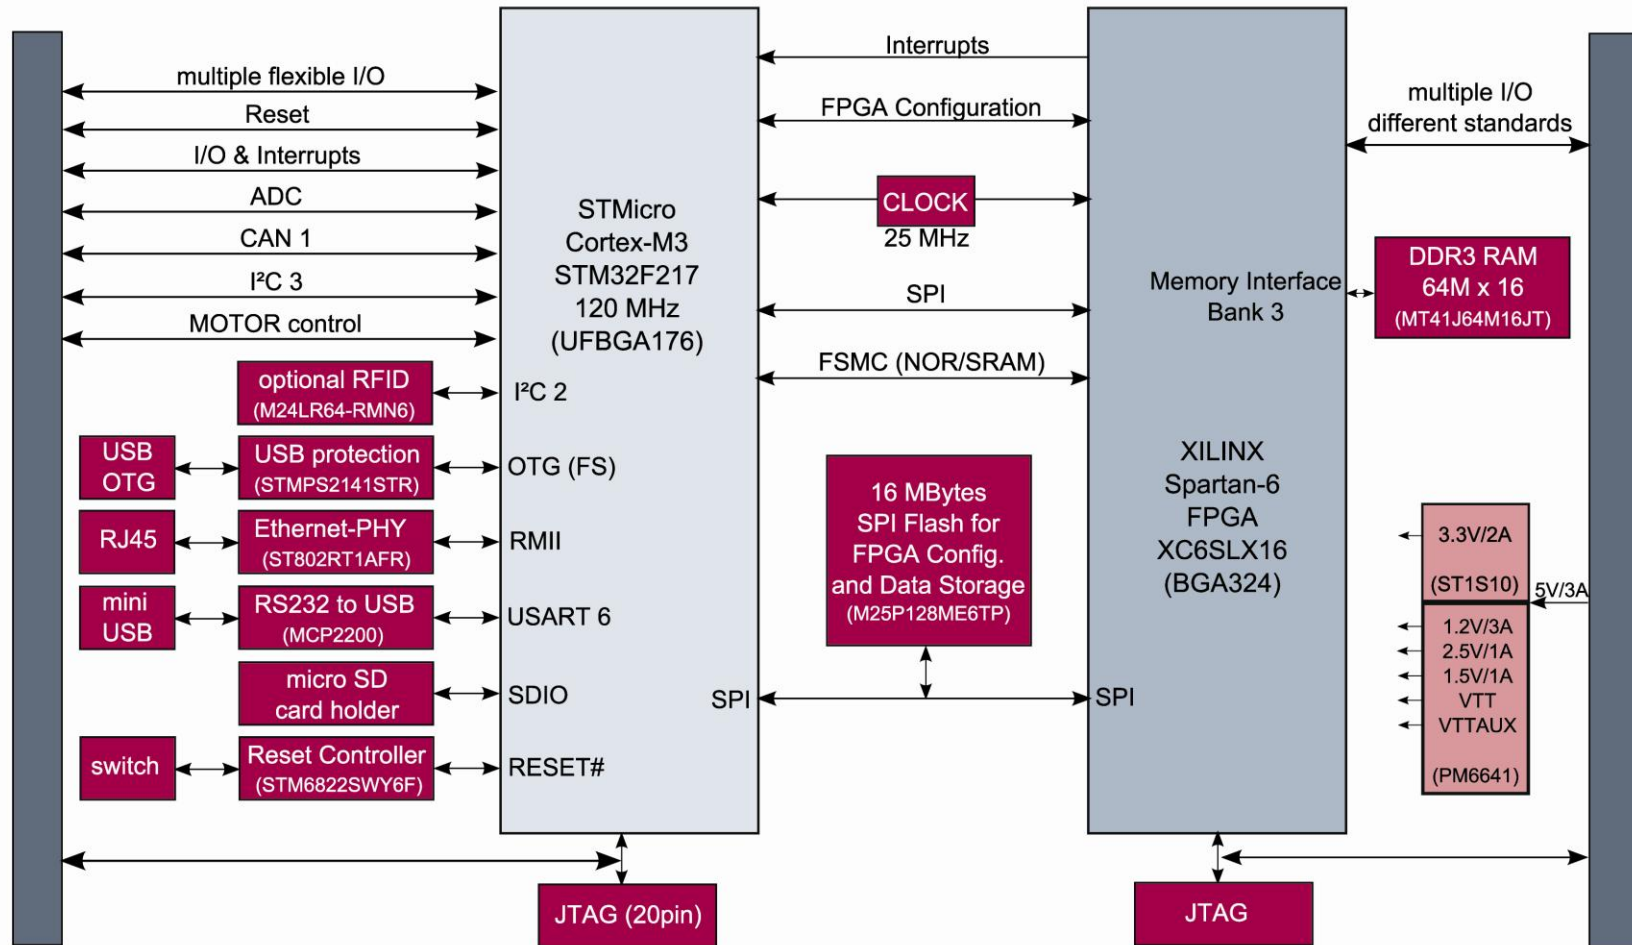 multiple flexible I/O
Reset
I/O & Interrupts
ADC
CAN 1
I²C 3
MOTOR control
optional RFID
(M24LR64-RMN6)
I²C 2
USB
OTG
USB protection
(STMPS2141STR)
OTG (FS)
RJ45
Ethernet-PHY
(ST802RT1AFR)
RMII
mini
USB
RS232 to USB
(MCP2200)
USART 6
micro SD
card holder
SDIO
switch
Reset Controller
(STM6822SWY6F)
RESET#
STMicro
Cortex-M3
STM32F217
120 MHz
(UFBGA176)
SPI
JTAG (20pin)
Interrupts
FPGA Configuration
CLOCK
25 MHz
SPI
FSMC (NOR/SRAM)
16 MBytes
SPI Flash for
FPGA Config.
and Data Storage
(M25P128ME6TP)
Memory Interface
Bank 3
XILINX
Spartan-6
FPGA
XC6SLX16
(BGA324)
SPI
JTAG
multiple I/O
different standards
DDR3 RAM
64M x 16
(MT41J64M16JT)
3.3V/2A
(ST1S10)
5V/3A
1.2V/3A
2.5V/1A
1.5V/1A
VTT
VTTAUX
(PM6641)